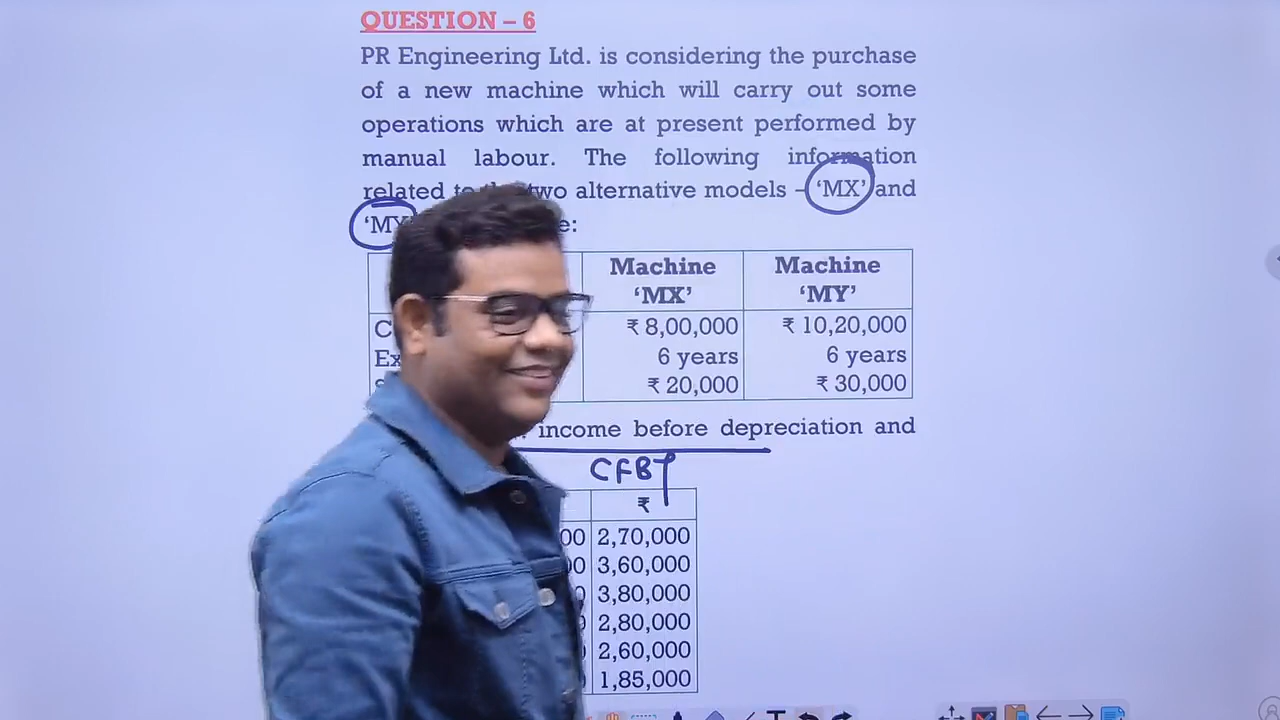 QUESTION – 6
PR Engineering Ltd. is considering the purchase
of a new machine which will carry out some
operations which are at present performed by
manual labour. The following information
related to two alternative models – ‘MX’ and
‘MY e:
Machine Machine
‘MX’ ‘MY’
₹ 8,00,000 ₹ 10,20,000
6 years 6 years
₹ 20,000 ₹ 30,000
income before depreciation and
CFBT
₹
00 2,70,000
00 3,60,000
3,80,000
2,80,000
2,60,000
1,85,000